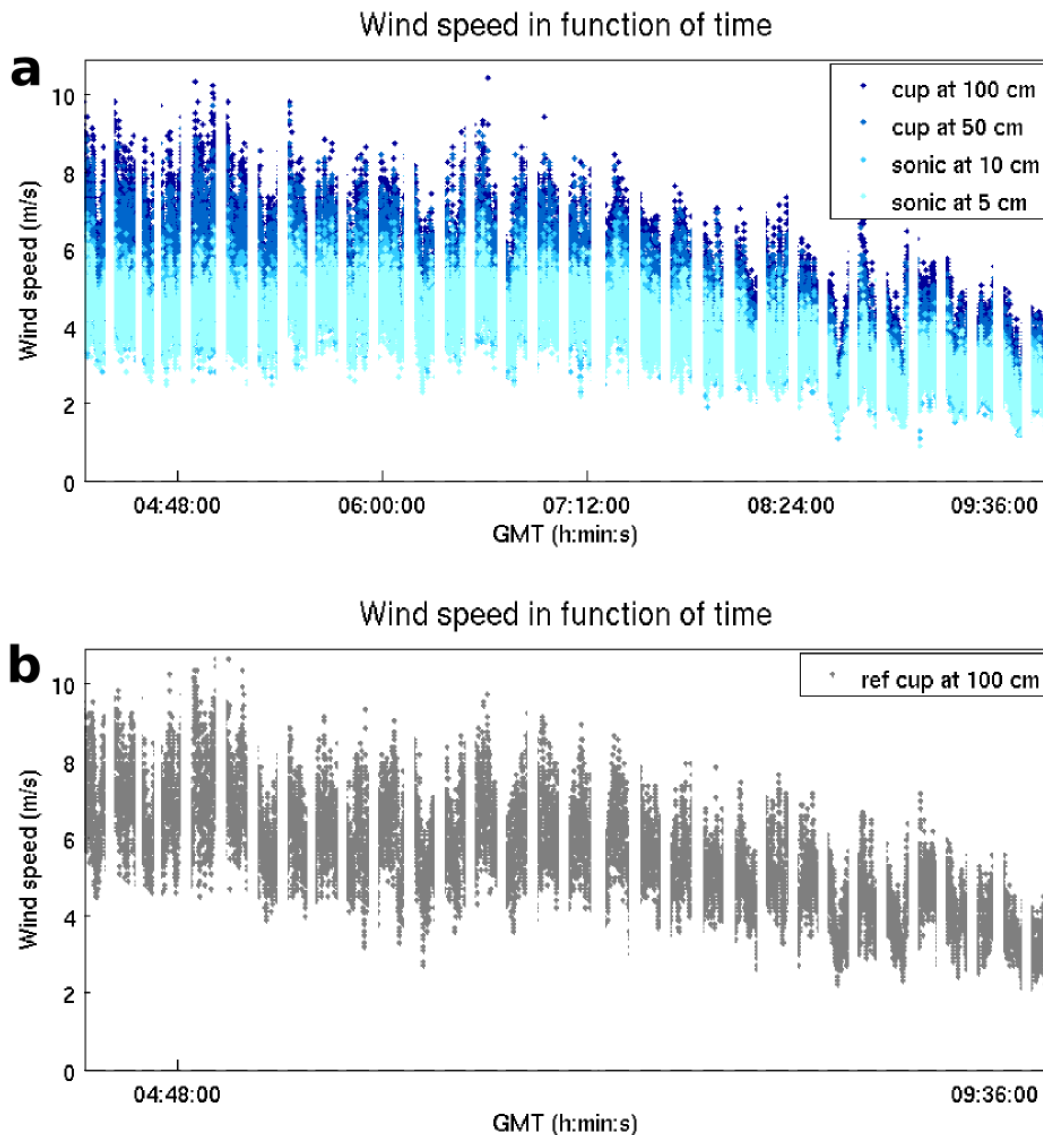 Wind speed in function of time
a
10
8
6
4
2
0
Wind speed (m/s)
cup at 100 cm
cup at 50 cm
sonic at 10 cm
sonic at 5 cm
04:48:00 06:00:00 07:12:00 08:24:00 09:36:00
GMT (h:min:s)
Wind speed in function of time
b
10
8
6
4
2
0
Wind speed (m/s)
ref cup at 100 cm
04:48:00 09:36:00
GMT (h:min:s)